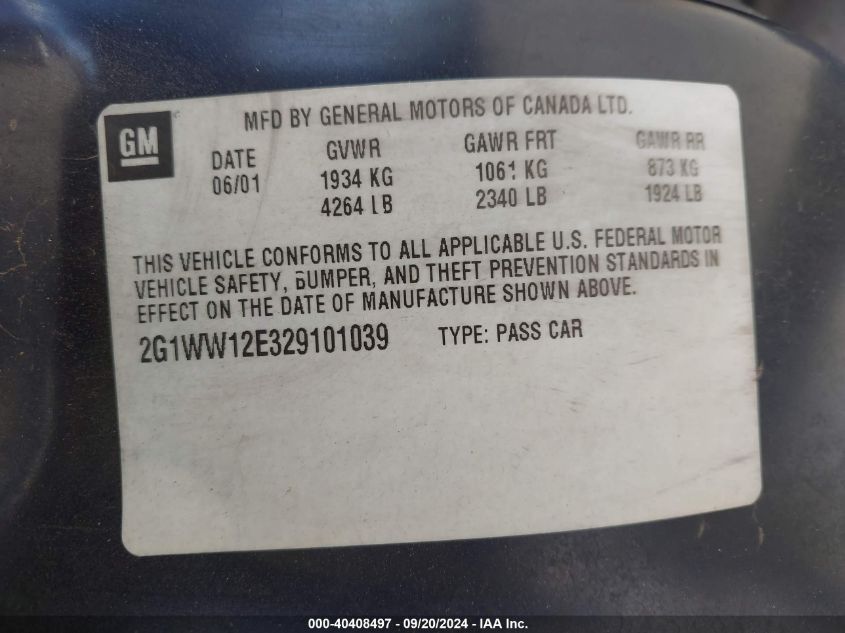 GM
MFD BY GENERAL MOTORS OF CANADA LTD.
DATE GVWR GAWR FRT GAWR RR
06/01 1934 KG 1061 KG 873 KG
4264 LB 2340 LB 1924 LB
THIS VEHICLE CONFORMS TO ALL APPLICABLE U.S. FEDERAL MOTOR
VEHICLE SAFETY, BUMPER, AND THEFT PREVENTION STANDARDS IN
EFFECT ON THE DATE OF MANUFACTURE SHOWN ABOVE.
2G1WW12E329101039 TYPE: PASS CAR
000-40408497 - 09/20/2024 - IAA Inc.